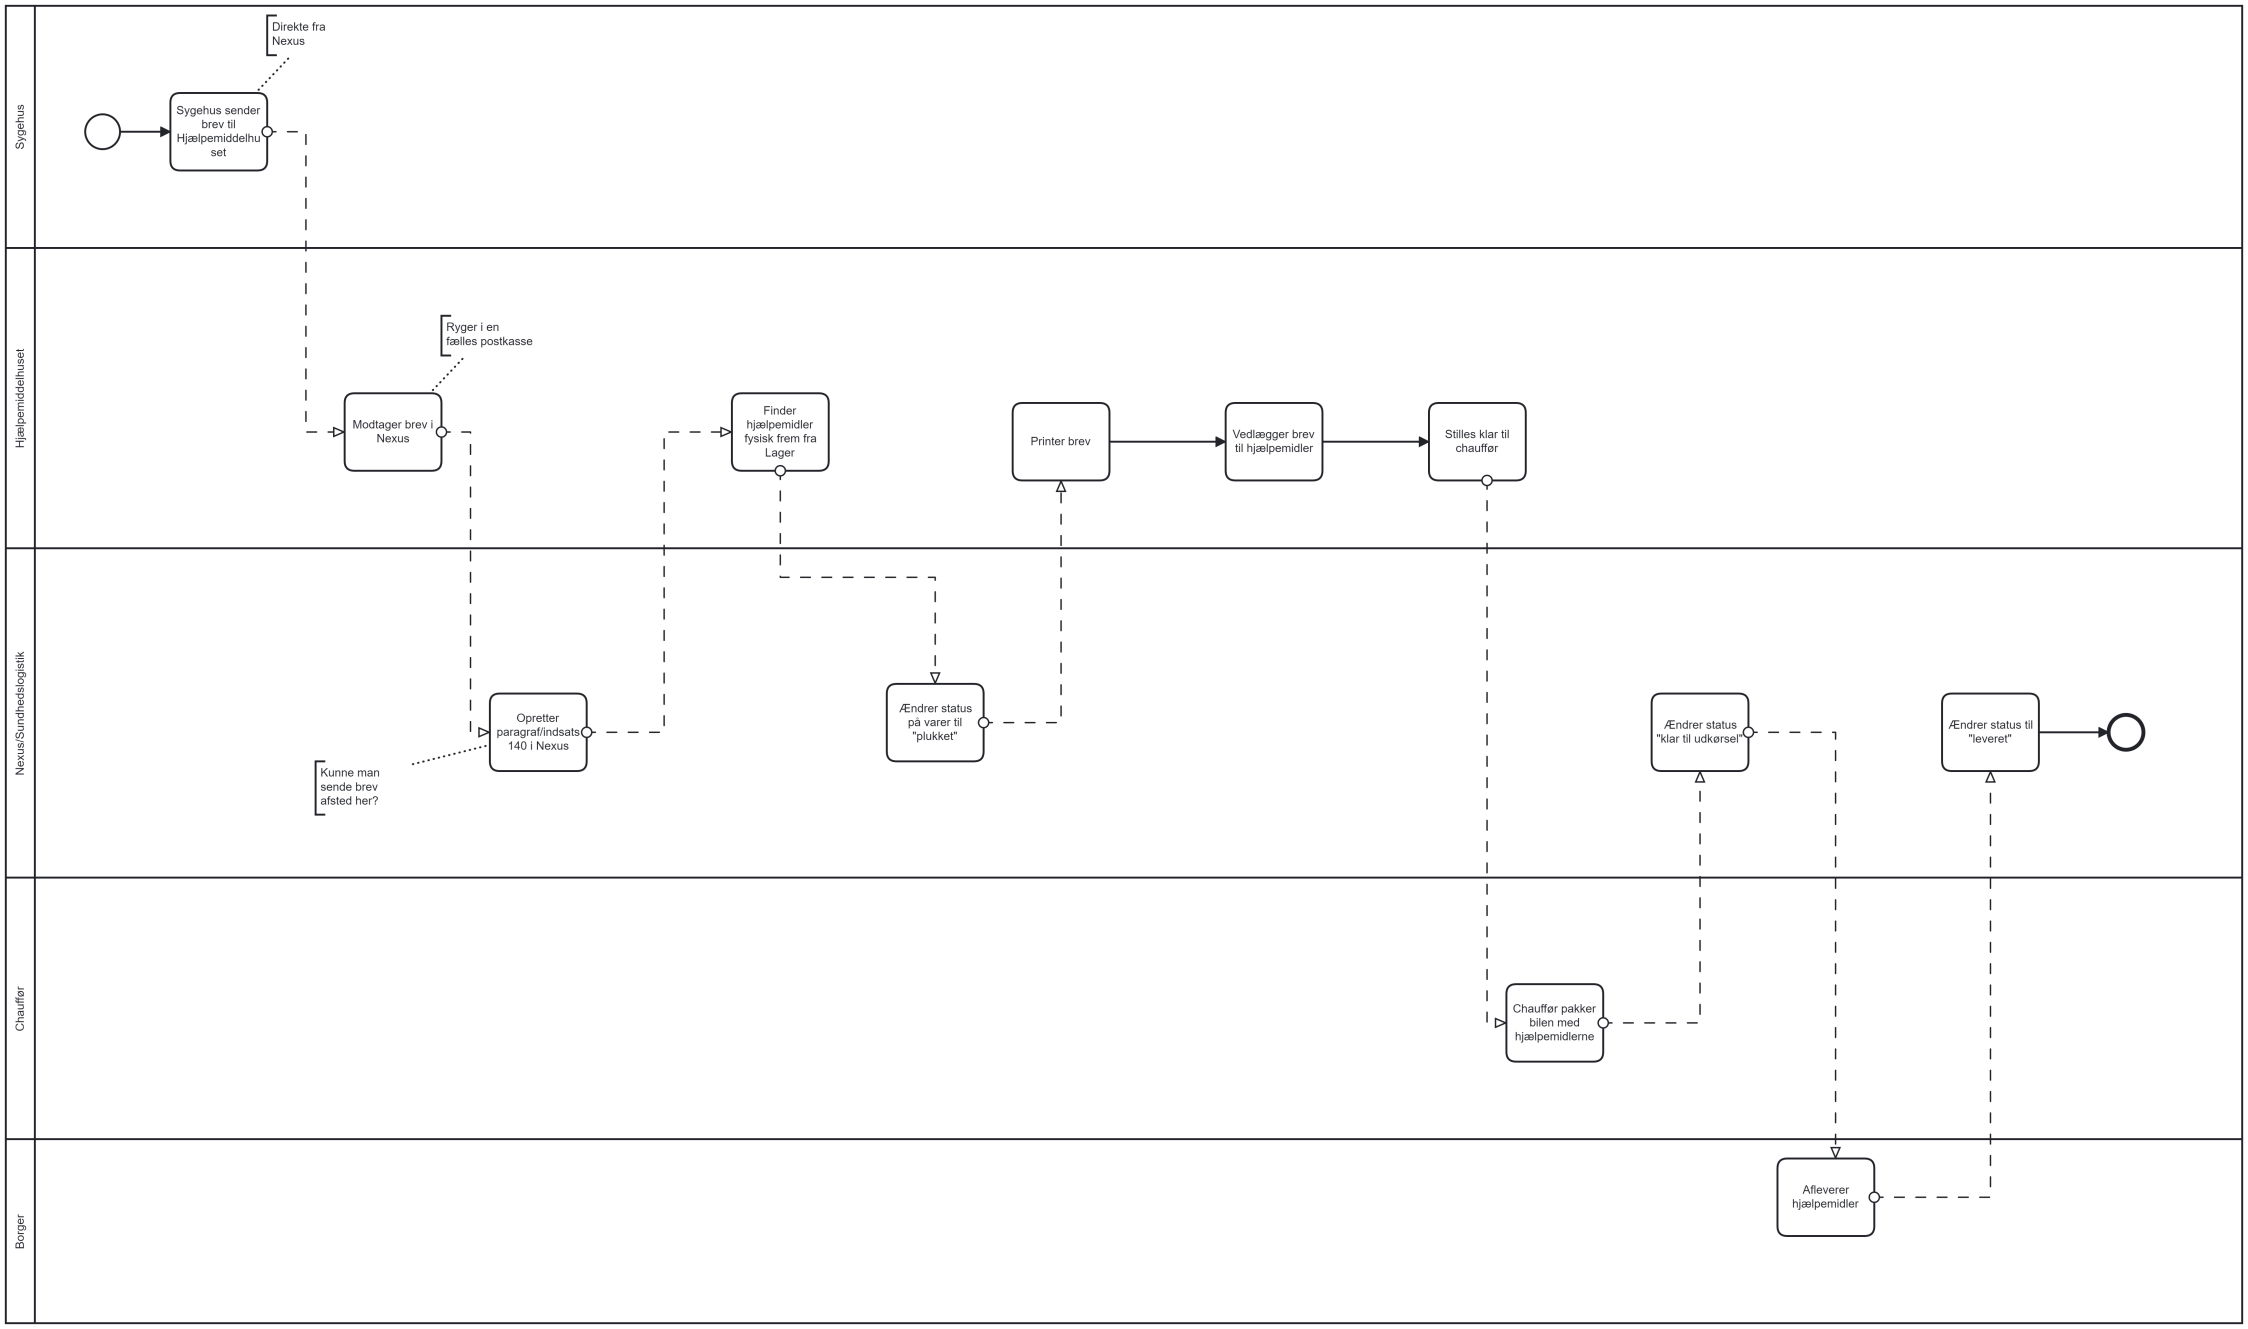 Sygehus
Direkte fra
Nexus
Sygehus sender
brev til
Hjælpemiddelhu
set
Hjælpemiddelhuset
Ryger i en
fælles postkasse
Modtager brev i
Nexus
Finder
hjælpemidler
fysisk frem fra
Lager
Printer brev
Vedlægger brev
til hjælpemidler
Stilles klar til
chauffør
Nexus/Sundhedslogistik
Opretter
paragraf/indsats
140 i Nexus
Kunne man
sende brev
afsted her?
Ændrer status
på varer til
"plukket"
Ændrer status
"klar til udkørsel"
Ændrer status til
"leveret"
Chauffør
Chauffør pakker
bilen med
hjælpemidlerne
Borger
Afleverer
hjælpemidler